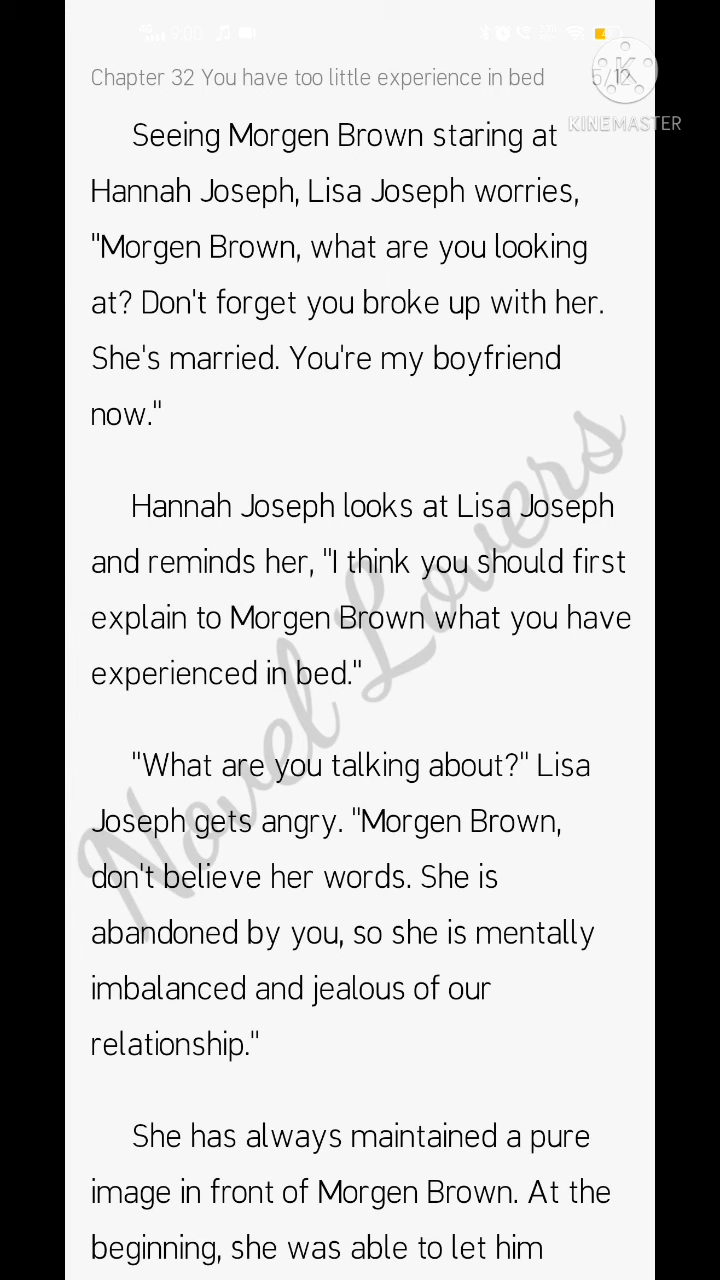 9:00
Chapter 32 You have too little experience in bed 5/12
KINEMASTER
Seeing Morgen Brown staring at
Hannah Joseph, Lisa Joseph worries,
"Morgen Brown, what are you looking
at? Don't forget you broke up with her.
She's married. You're my boyfriend
now."
Hannah Joseph looks at Lisa Joseph
and reminds her, "I think you should first
explain to Morgen Brown what you have
experienced in bed."
"What are you talking about?" Lisa
Joseph gets angry. "Morgen Brown,
don't believe her words. She is
abandoned by you, so she is mentally
imbalanced and jealous of our
relationship."
She has always maintained a pure
image in front of Morgen Brown. At the
beginning, she was able to let him
Novel Lovers